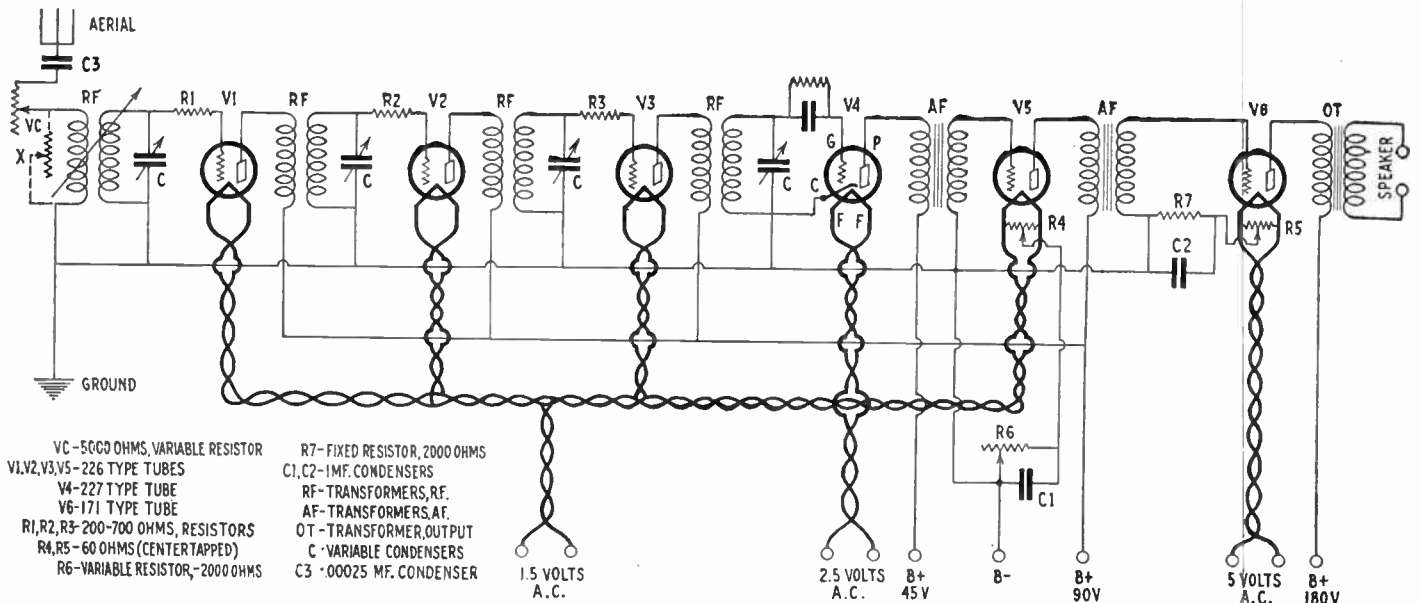 AERIAL
C3
RF
VC
X
C
R1
V1
RF
C
R2
V2
RF
C
R3
V3
RF
C
V4
G
P
C
F F
AF
V5
R4
AF
R7
C2
V6
R5
OT
SPEAKER
GROUND
R6
C1
VC-5000 OHMS, VARIABLE RESISTOR
V1,V2,V3,V5-226 TYPE TUBES
V4-227 TYPE TUBE
V6-171 TYPE TUBE
R1,R2,R3-200-700 OHMS, RESISTORS
R4,R5-60 OHMS (CENTER TAPPED)
R6-VARIABLE RESISTOR,-2000 OHMS
R7-FIXED RESISTOR, 2000 OHMS
C1,C2-1MF. CONDENSERS
RF-TRANSFORMERS, R.F.
AF-TRANSFORMERS, AF.
OT-TRANSFORMER, OUTPUT
C-VARIABLE CONDENSERS
C3-.00025 MF. CONDENSER
1.5 VOLTS
A.C.
2.5 VOLTS
A.C.
B+
45V
B-
B+
90V
5 VOLTS
A.C.
B+
180V